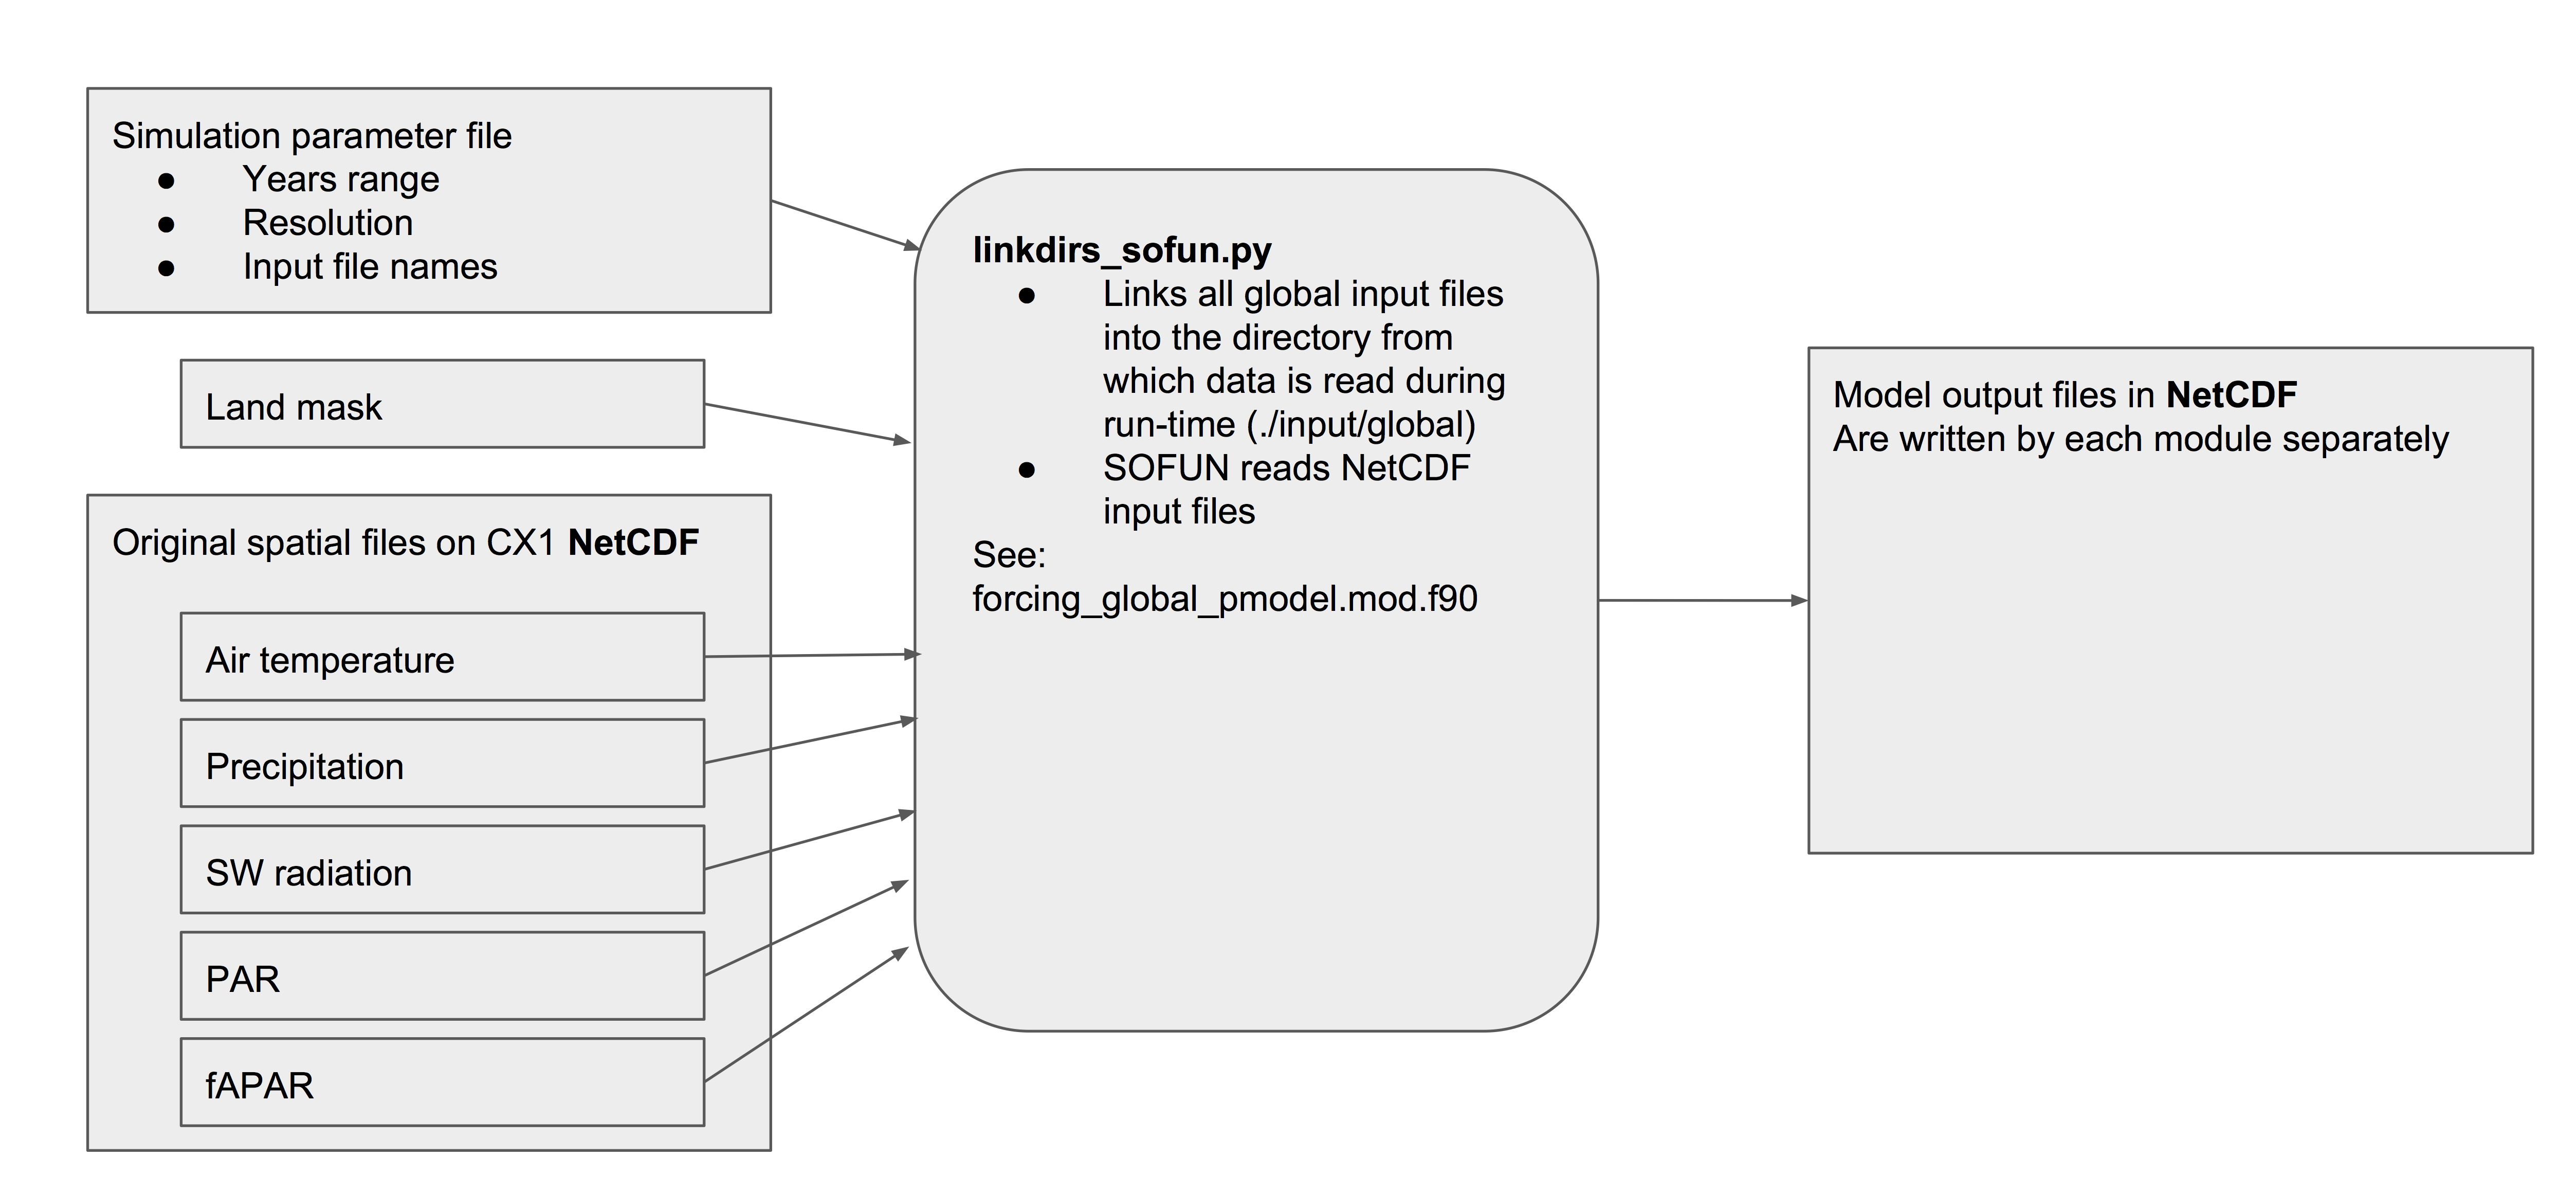 Simulation parameter file
● Years range
● Resolution
● Input file names
Land mask
Original spatial files on CX1 NetCDF
Air temperature
Precipitation
SW radiation
PAR
fAPAR
linkdirs_sofun.py
● Links all global input files
into the directory from
which data is read during
run-time (./input/global)
● SOFUN reads NetCDF
input files
See:
forcing_global_pmodel.mod.f90
Model output files in NetCDF
Are written by each module separately